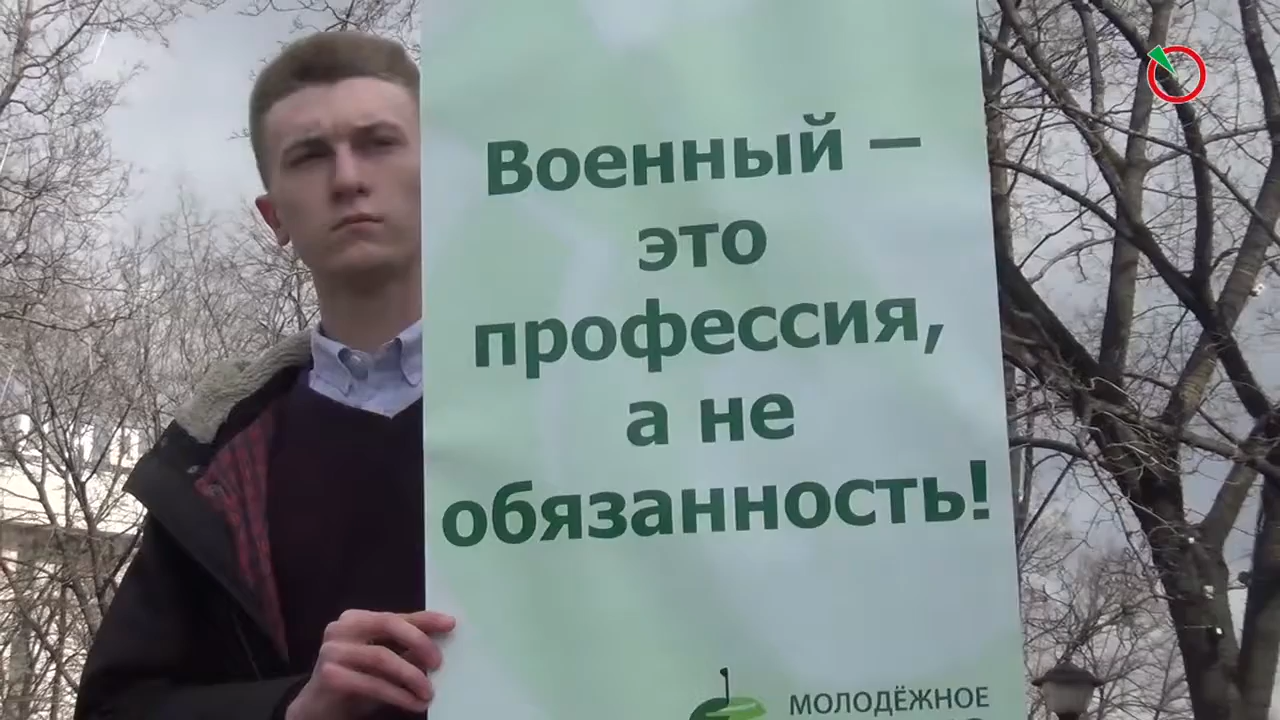 Военный –
это
профессия,
а не
обязанность!
МОЛОДЁЖНОЕ